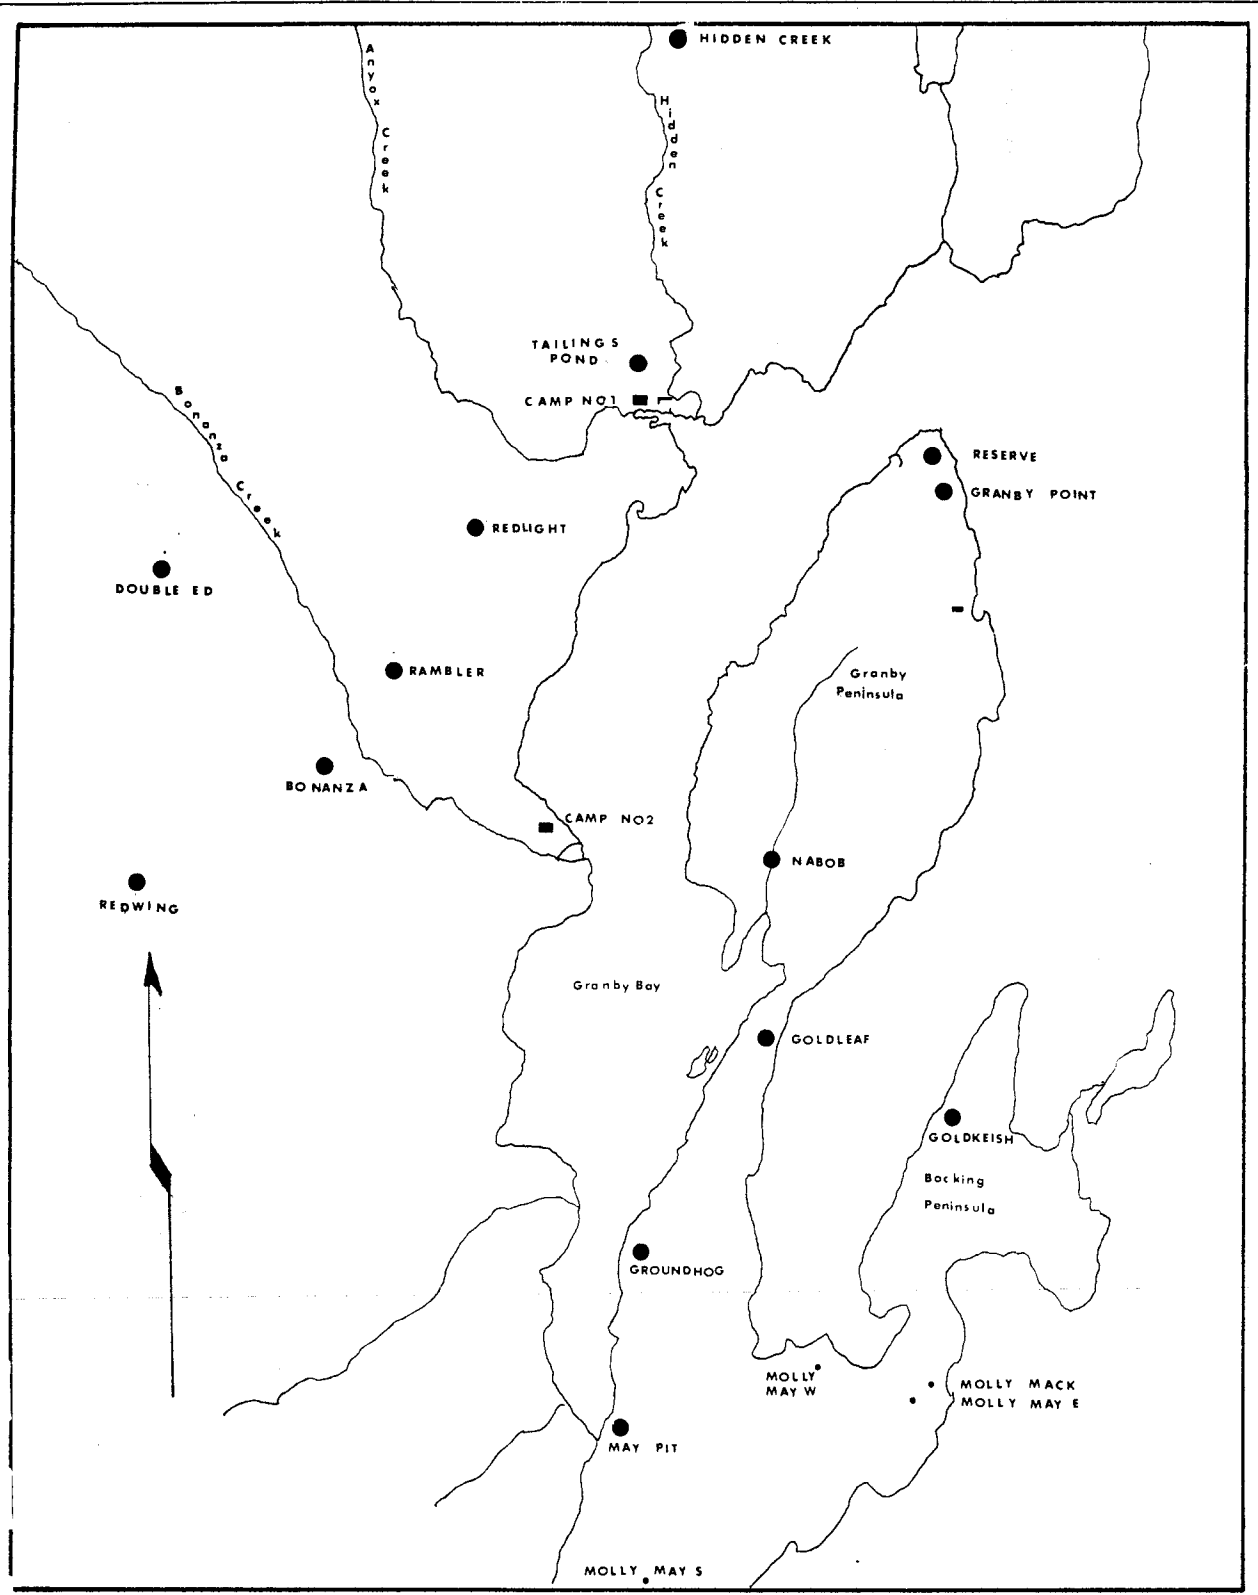 HIDDEN CREEK
Anyox Creek
Hidden Creek
TAILINGS
POND
CAMP NO1
Bonanza Creek
RESERVE
GRANBY POINT
REDLIGHT
DOUBLE ED
RAMBLER
Granby
Peninsula
BONANZA
CAMP NO2
NABOB
REDWING
Granby Bay
GOLDLEAF
GOLDKEISH
Bocking
Peninsula
GROUNDHOG
MOLLY
MAY W
MOLLY MACK
MOLLY MAY E
MAY PIT
MOLLY MAY S